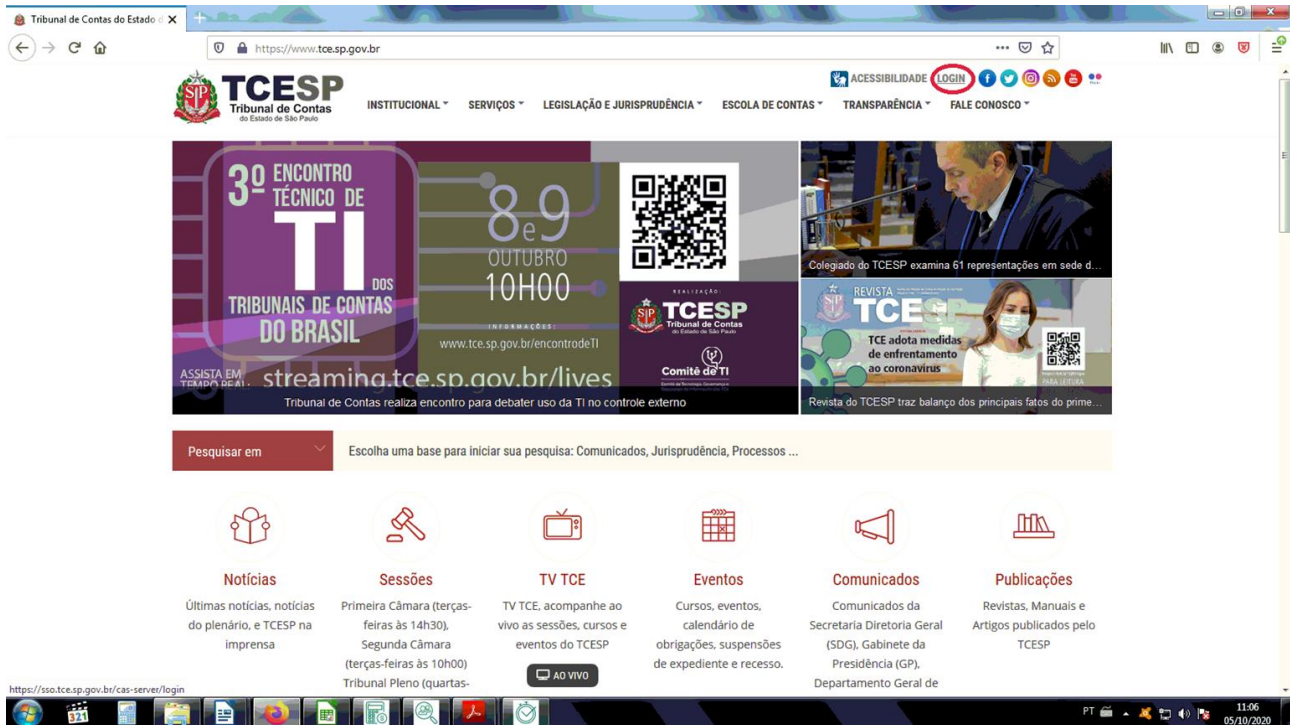 Tribunal de Contas do Estado d
https://www.tce.sp.gov.br
SIP
TCESP
Tribunal de Contas
do Estado de São Paulo
ACESSIBILIDADE LOGIN
INSTITUCIONAL SERVIÇOS LEGISLAÇÃO E JURISPRUDÊNCIA ESCOLA DE CONTAS TRANSPARÊNCIA FALE CONOSCO
3º ENCONTRO
TÉCNICO DE
TI
DOS
TRIBUNAIS DE CONTAS
DO BRASIL
ASSISTA EM
TEMPO REAL:
streaming.tce.sp.gov.br/lives
8 e 9
OUTUBRO
10H00
INFORMAÇÕES:
www.tce.sp.gov.br/encontrodeTI
REALIZAÇÃO:
SIP
TCESP
Tribunal de Contas
do Estado de São Paulo
Comitê de TI
Tribunal de Contas realiza encontro para debater uso da TI no controle externo
Colegiado do TCESP examina 61 representações em sede d...
REVISTA
SIP
TCE
TCE adota medidas
de enfrentamento
ao coronavírus
PARA LEITURA
Revista do TCESP traz balanço dos principais fatos do prime...
Pesquisar em
Escolha uma base para iniciar sua pesquisa: Comunicados, Jurisprudência, Processos ...
Notícias
Últimas notícias, notícias
do plenário, e TCESP na
imprensa
Sessões
Primeira Câmara (terças-
feiras às 14h30),
Segunda Câmara
(terças-feiras às 10h00)
Tribunal Pleno (quartas-
TV TCE
TV TCE, acompanhe ao
vivo as sessões, cursos e
eventos do TCESP
AO VIVO
Eventos
Cursos, eventos,
calendário de
obrigações, suspensões
de expediente e recesso.
Comunicados
Comunicados da
Secretaria Diretoria Geral
(SDG), Gabinete da
Presidência (GP),
Departamento Geral de
Publicações
Revistas, Manuais e
Artigos publicados pelo
TCESP
https://sso.tce.sp.gov.br/cas-server/login
321
PT
11:06
05/10/2020